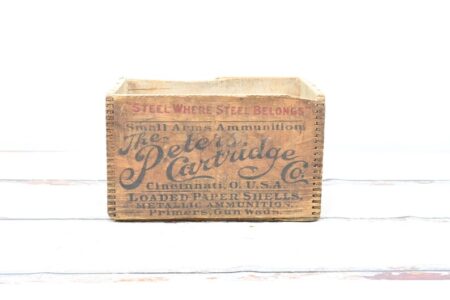 STEEL WHERE STEEL BELONGS
Small Arms Ammunition
The Peters
Cartridge Co.
Cincinnati, O. U.S.A.
LOADED PAPER SHELLS,
METALLIC AMMUNITION,
Primers, Gun Wads.